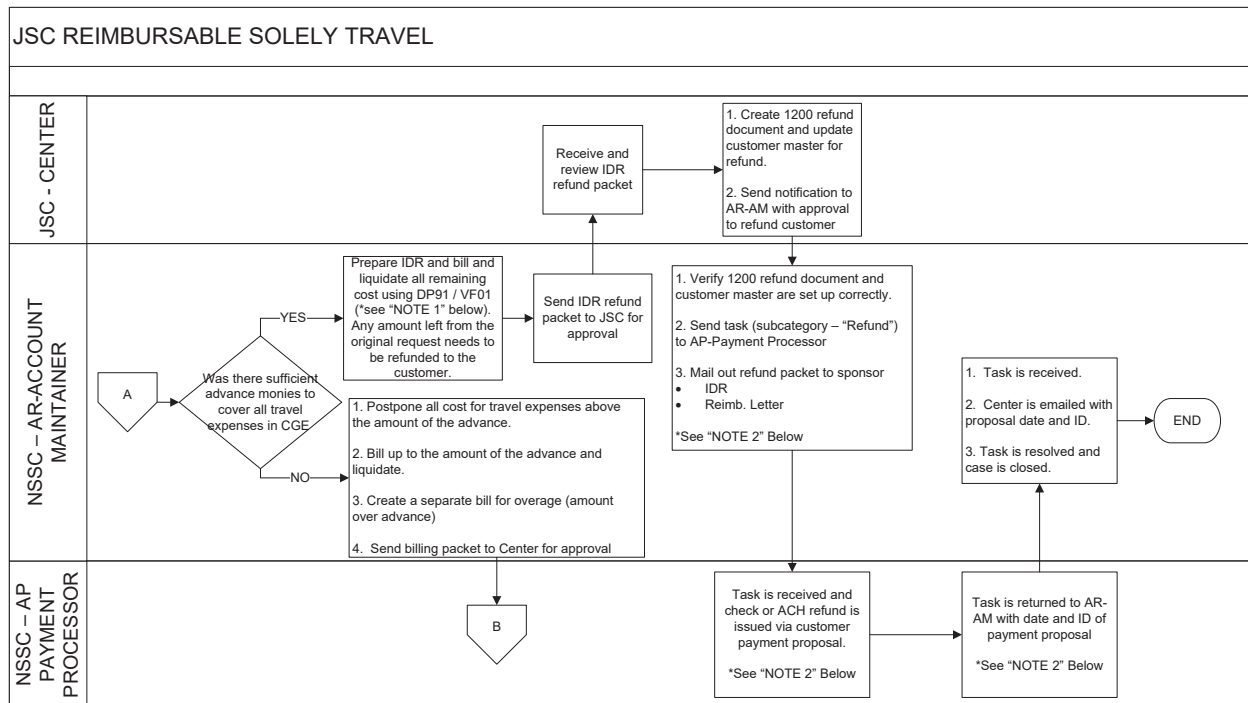 JSC REIMBURSABLE SOLELY TRAVEL
JSC - CENTER
Receive and
review IDR
refund packet
1. Create 1200 refund
document and update
customer master for
refund.
2. Send notification to
AR-AM with approval
to refund customer
NSSC – AR-ACCOUNT
MAINTAINER
A
Was there sufficient
advance monies to
cover all travel
expenses in CGE
YES
NO
Prepare IDR and bill and
liquidate all remaining
cost using DP91 / VF01
(*see “NOTE 1” below).
Any amount left from the
original request needs to
be refunded to the
customer.
Send IDR refund
packet to JSC for
approval
1. Postpone all cost for travel expenses above
the amount of the advance.
2. Bill up to the amount of the advance and
liquidate.
3. Create a separate bill for overage (amount
over advance)
4. Send billing packet to Center for approval
1. Verify 1200 refund document and
customer master are set up correctly.
2. Send task (subcategory – “Refund”)
to AP-Payment Processor
3. Mail out refund packet to sponsor
• IDR
• Reimb. Letter
*See “NOTE 2” Below
1. Task is received.
2. Center is emailed with
proposal date and ID.
3. Task is resolved and
case is closed.
END
NSSC – AP
PAYMENT
PROCESSOR
B
Task is received and
check or ACH refund is
issued via customer
payment proposal.
*See “NOTE 2” Below
Task is returned to AR-
AM with date and ID of
payment proposal
*See “NOTE 2” Below